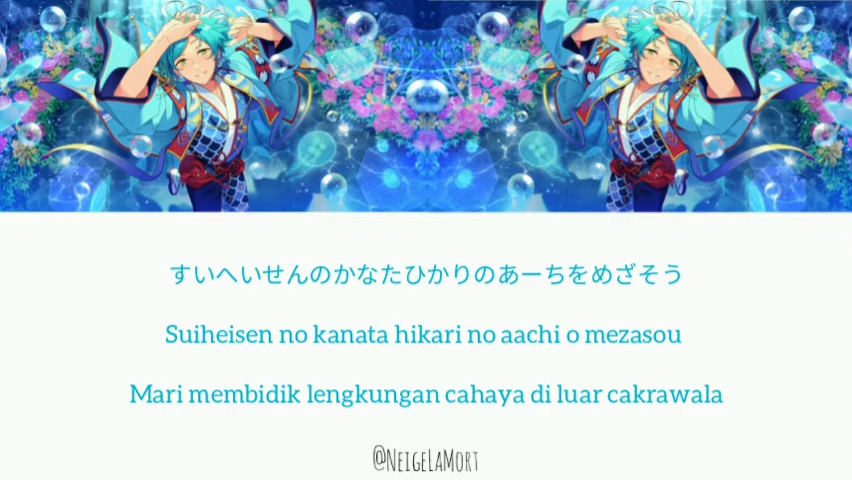 すいへいせんのかなたひかりのあーちをめざそう
Suiheisen no kanata hikari no aachi o mezasou
Mari membidik lengkungan cahaya di luar cakrawala
@NeigeLaMort